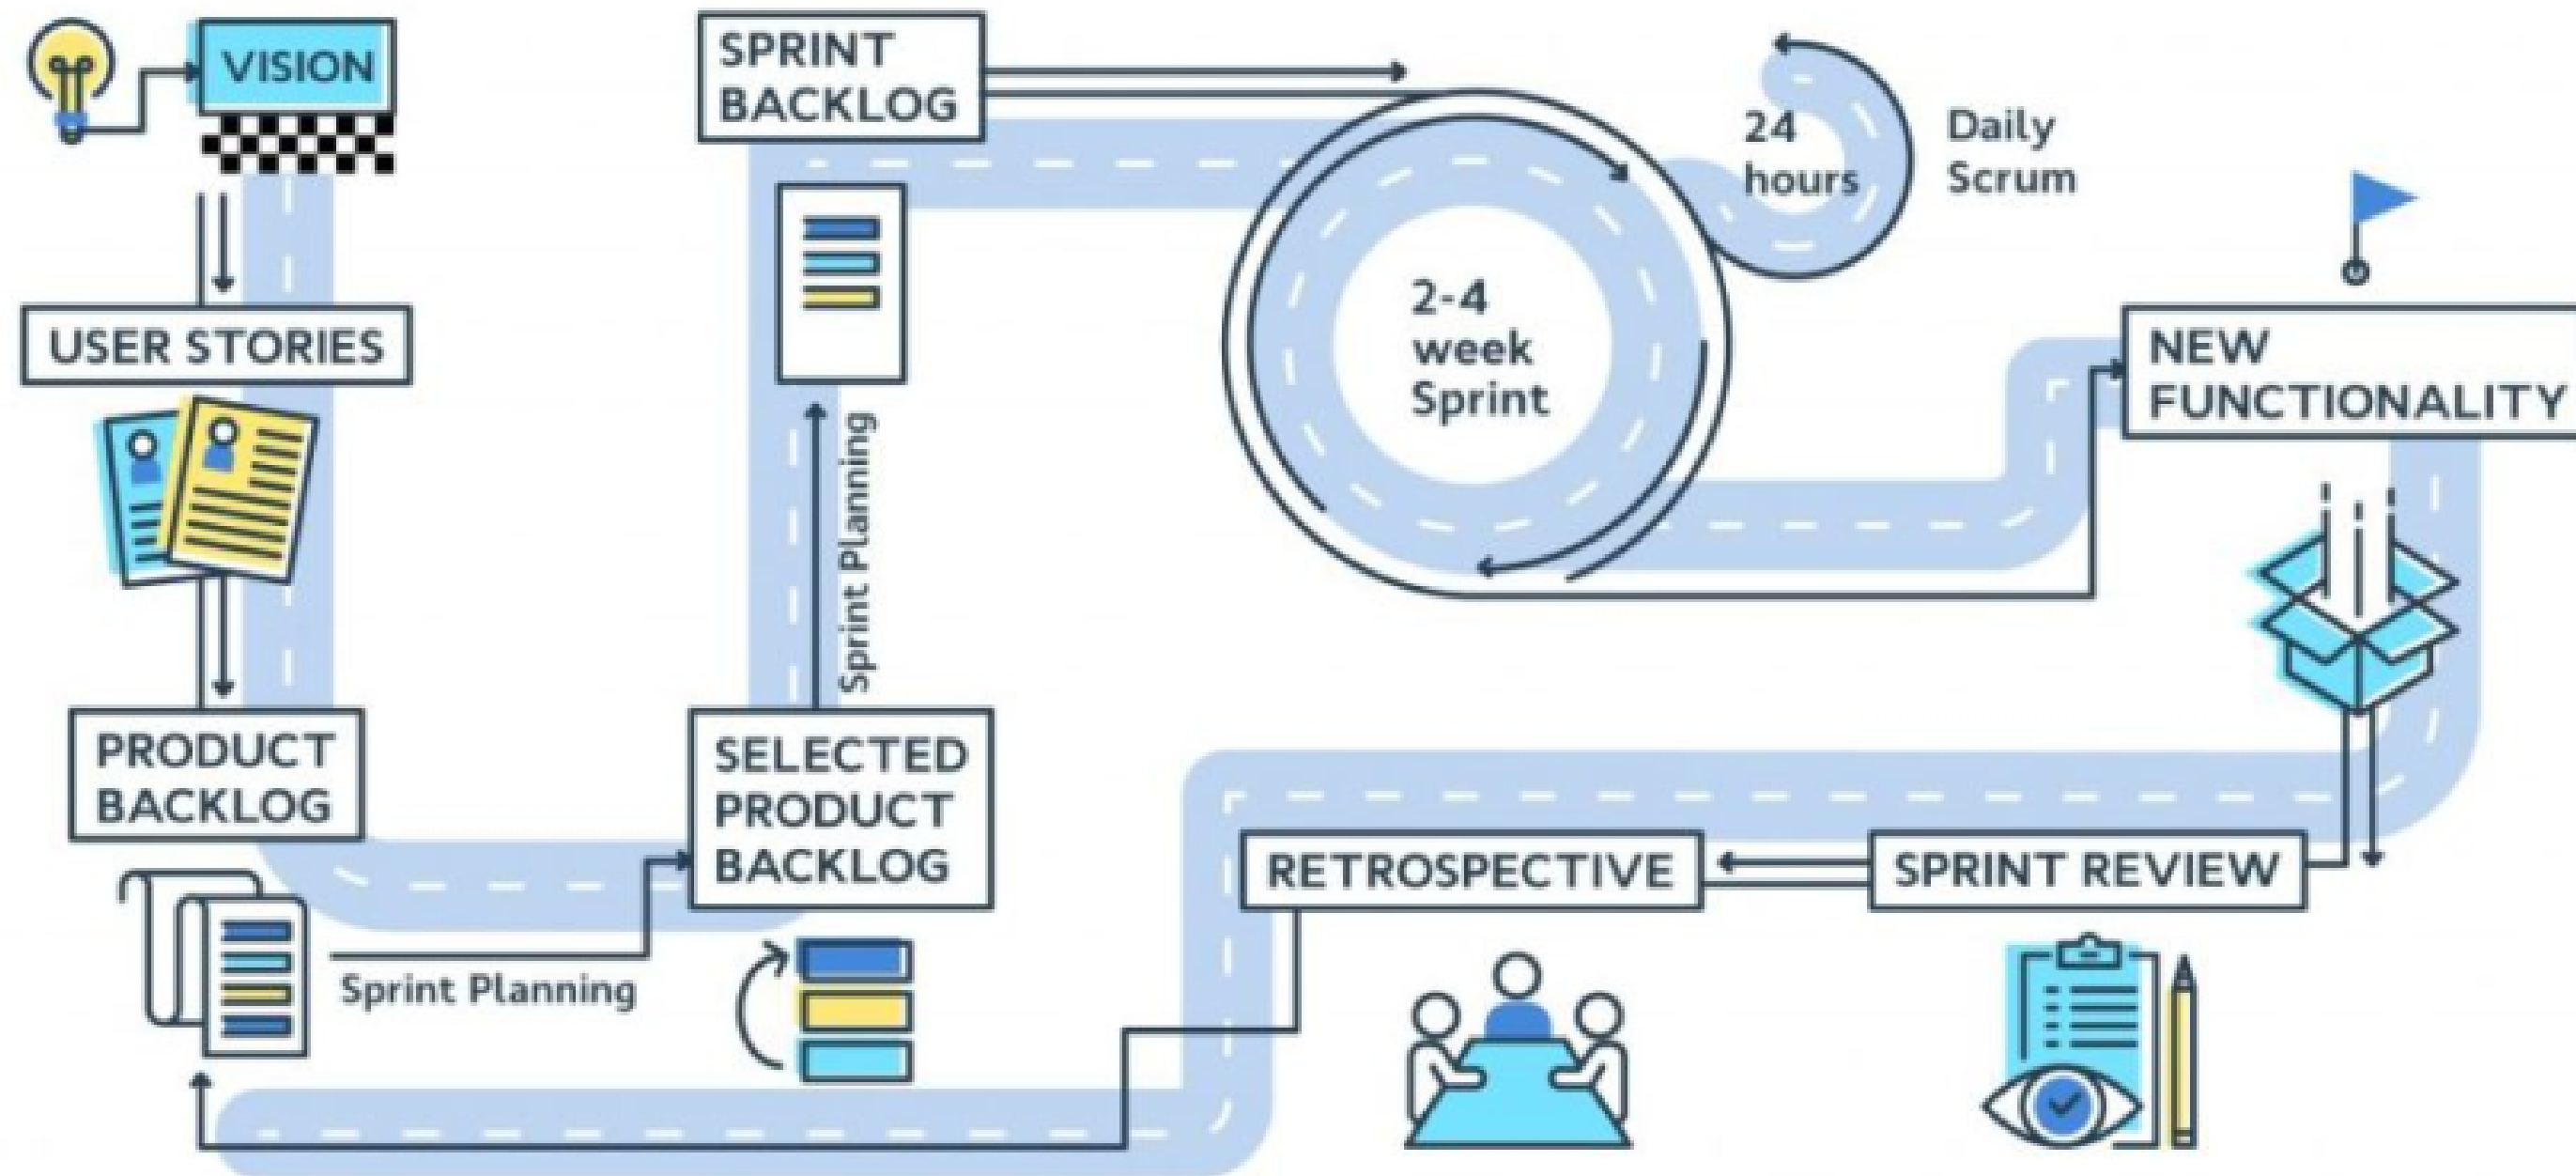 VISION
USER STORIES
PRODUCT
BACKLOG
Sprint Planning
SELECTED
PRODUCT
BACKLOG
Sprint Planning
SPRINT
BACKLOG
2-4
week
Sprint
24
hours
Daily
Scrum
NEW
FUNCTIONALITY
SPRINT REVIEW
RETROSPECTIVE